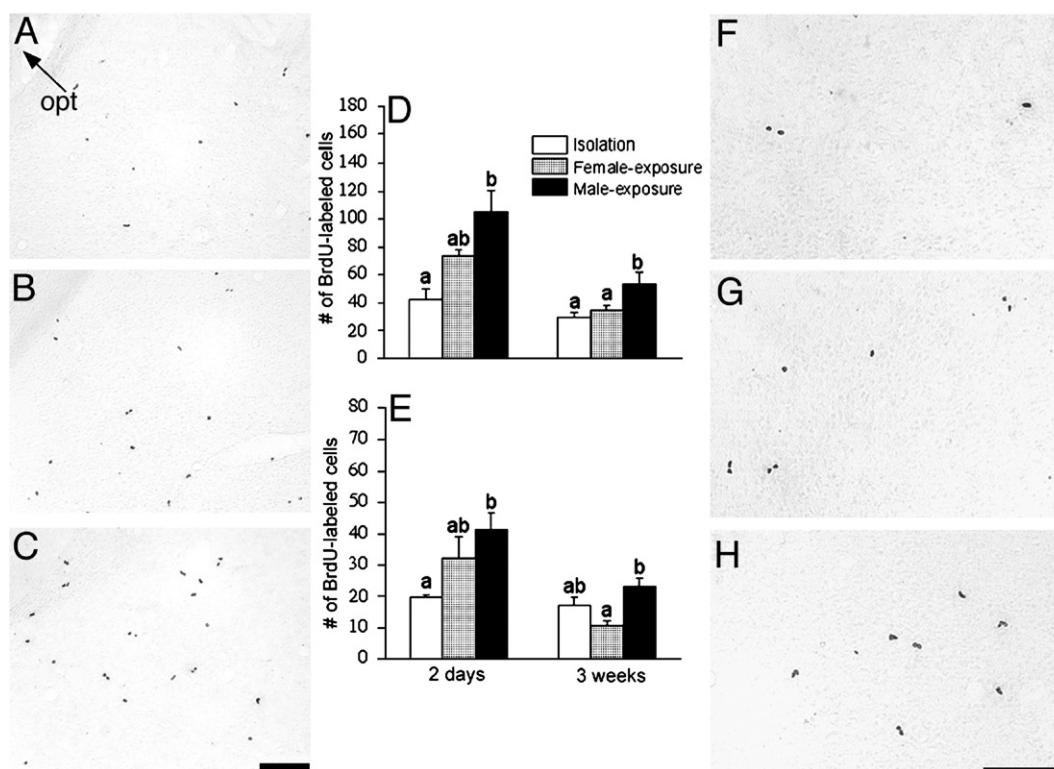 A
opt
B
C
D
180
160
140
120
100
80
60
40
20
0
# of BrdU-labeled cells
Isolation
Female-exposure
Male-exposure
a
ab
b
a
a
b
E
80
70
60
50
40
30
20
10
0
# of BrdU-labeled cells
a
ab
b
ab
a
b
2 days
3 weeks
F
G
H